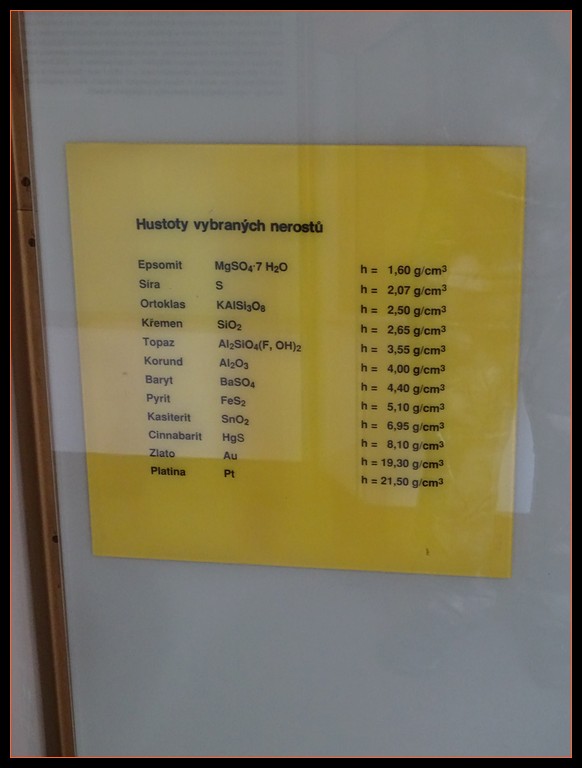 Hustoty vybraných nerostů
Epsomit MgSO₄·7 H₂O h = 1,60 g/cm³
Síra S h = 2,07 g/cm³
Ortoklas KAlSi₃O₈ h = 2,50 g/cm³
Křemen SiO₂ h = 2,65 g/cm³
Topaz Al₂SiO₄(F, OH)₂ h = 3,55 g/cm³
Korund Al₂O₃ h = 4,00 g/cm³
Baryt BaSO₄ h = 4,40 g/cm³
Pyrit FeS₂ h = 5,10 g/cm³
Kasiterit SnO₂ h = 6,95 g/cm³
Cinnabarit HgS h = 8,10 g/cm³
Zlato Au h = 19,30 g/cm³
Platina Pt h = 21,50 g/cm³